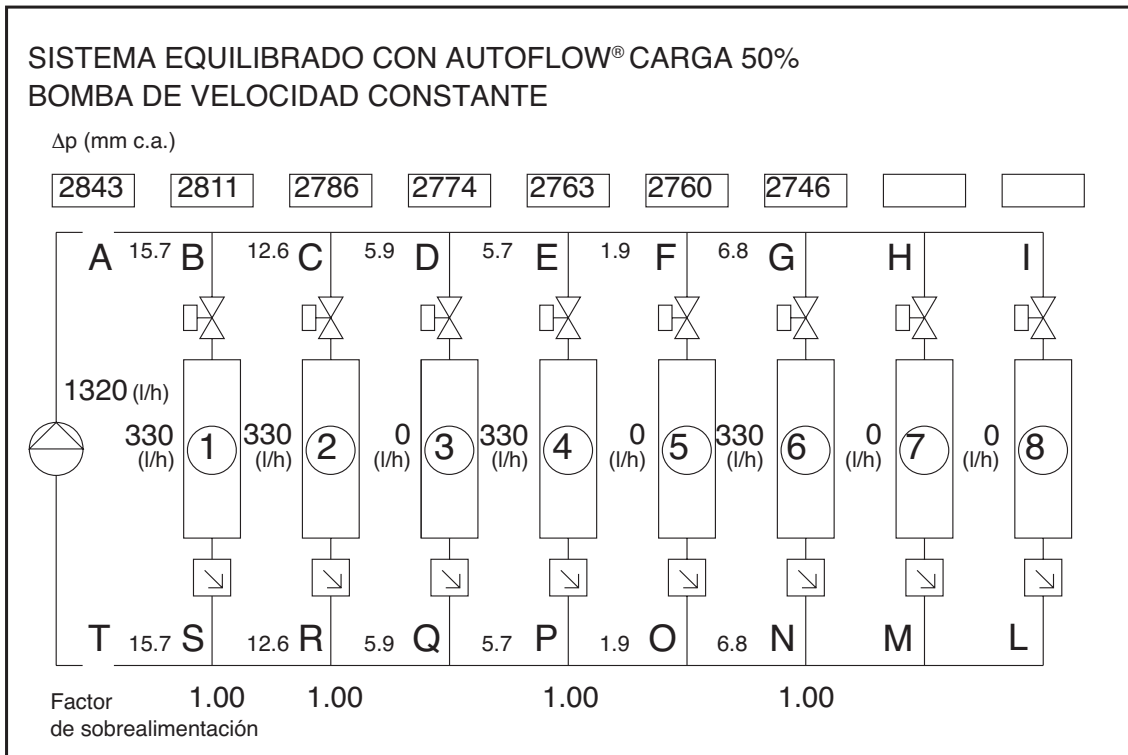 SISTEMA EQUILIBRADO CON AUTOFLOW® CARGA 50%
BOMBA DE VELOCIDAD CONSTANTE
Δp (mm c.a.)
2843 2811 2786 2774 2763 2760 2746
A 15.7 B 12.6 C 5.9 D 5.7 E 1.9 F 6.8 G H I
1320 (l/h)
330 (l/h) 1 330 (l/h) 2 0 (l/h) 3 330 (l/h) 4 0 (l/h) 5 330 (l/h) 6 0 (l/h) 7 0 (l/h) 8
T 15.7 S 12.6 R 5.9 Q 5.7 P 1.9 O 6.8 N M L
Factor 1.00 1.00 1.00 1.00
de sobrealimentación